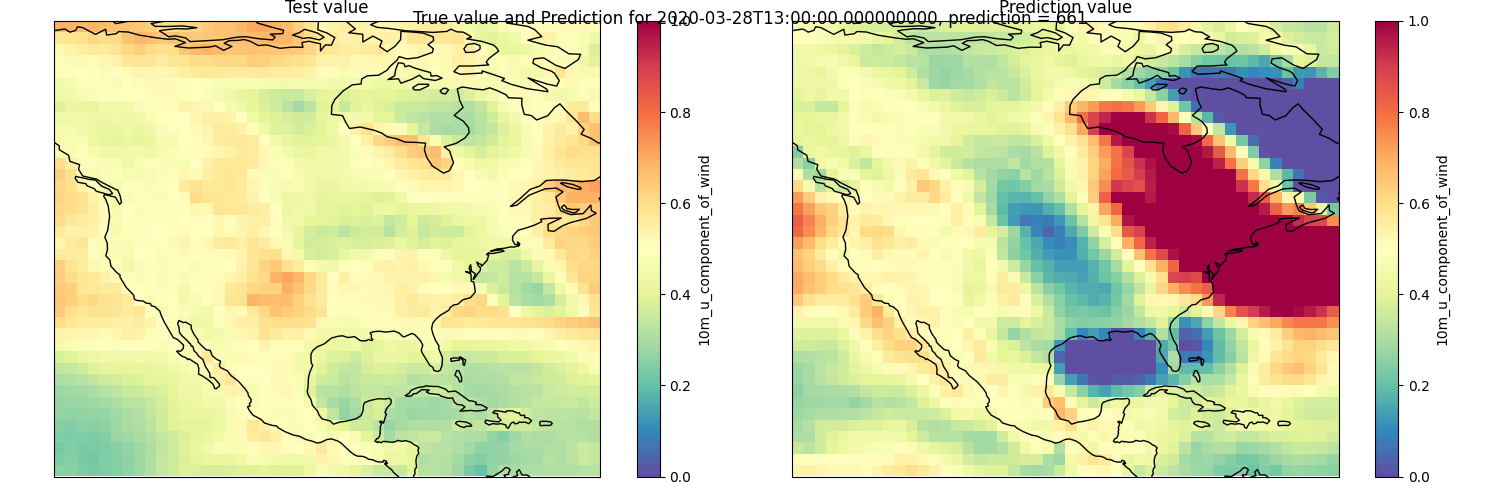 Test value
Prediction value
True value and Prediction for 2020-03-28T13:00:00.000000000, prediction = 661
1.0
0.8
0.6
0.4
0.2
0.0
10m_u_component_of_wind
1.0
0.8
0.6
0.4
0.2
0.0
10m_u_component_of_wind